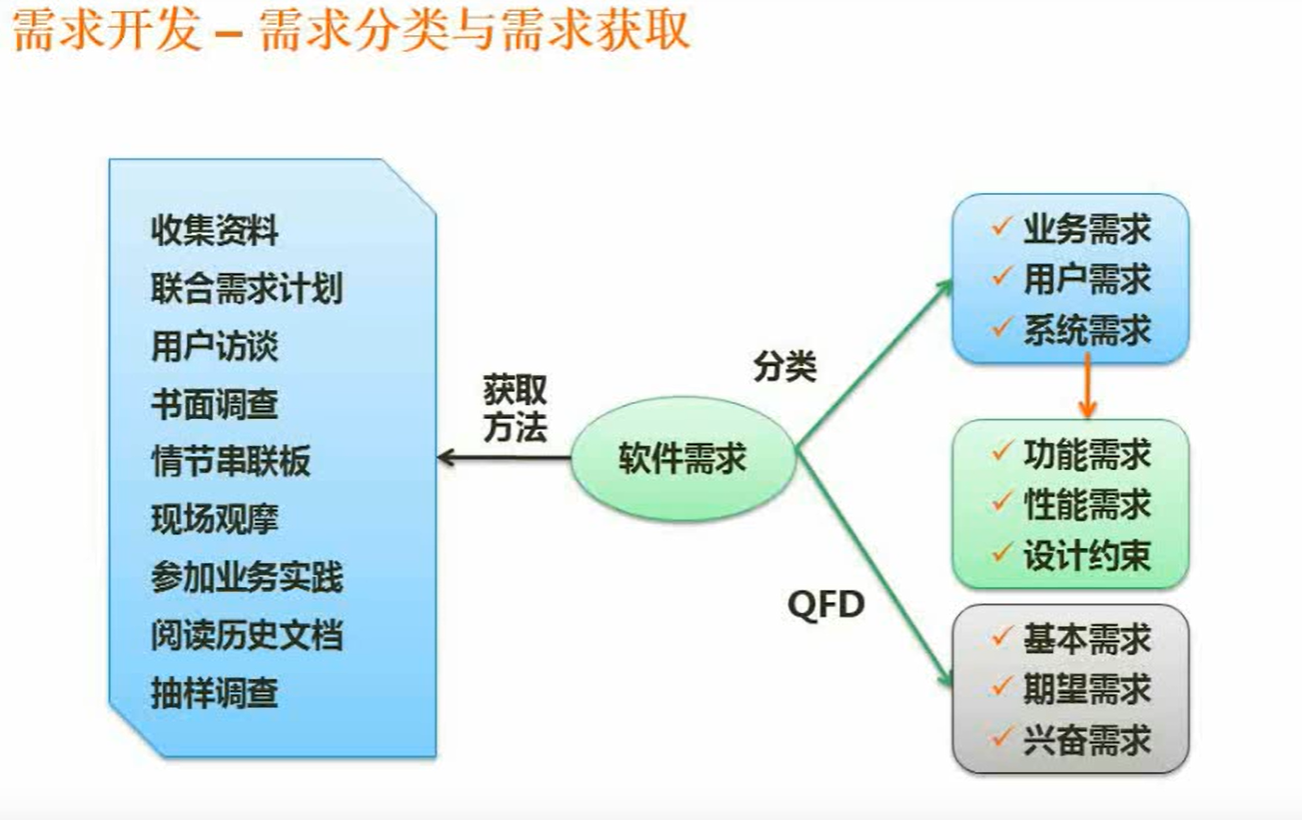 需求开发 – 需求分类与需求获取
收集资料
联合需求计划
用户访谈
书面调查
情节串联板
现场观摩
参加业务实践
阅读历史文档
抽样调查
获取
方法
软件需求
分类
QFD
业务需求
用户需求
系统需求
功能需求
性能需求
设计约束
基本需求
期望需求
兴奋需求